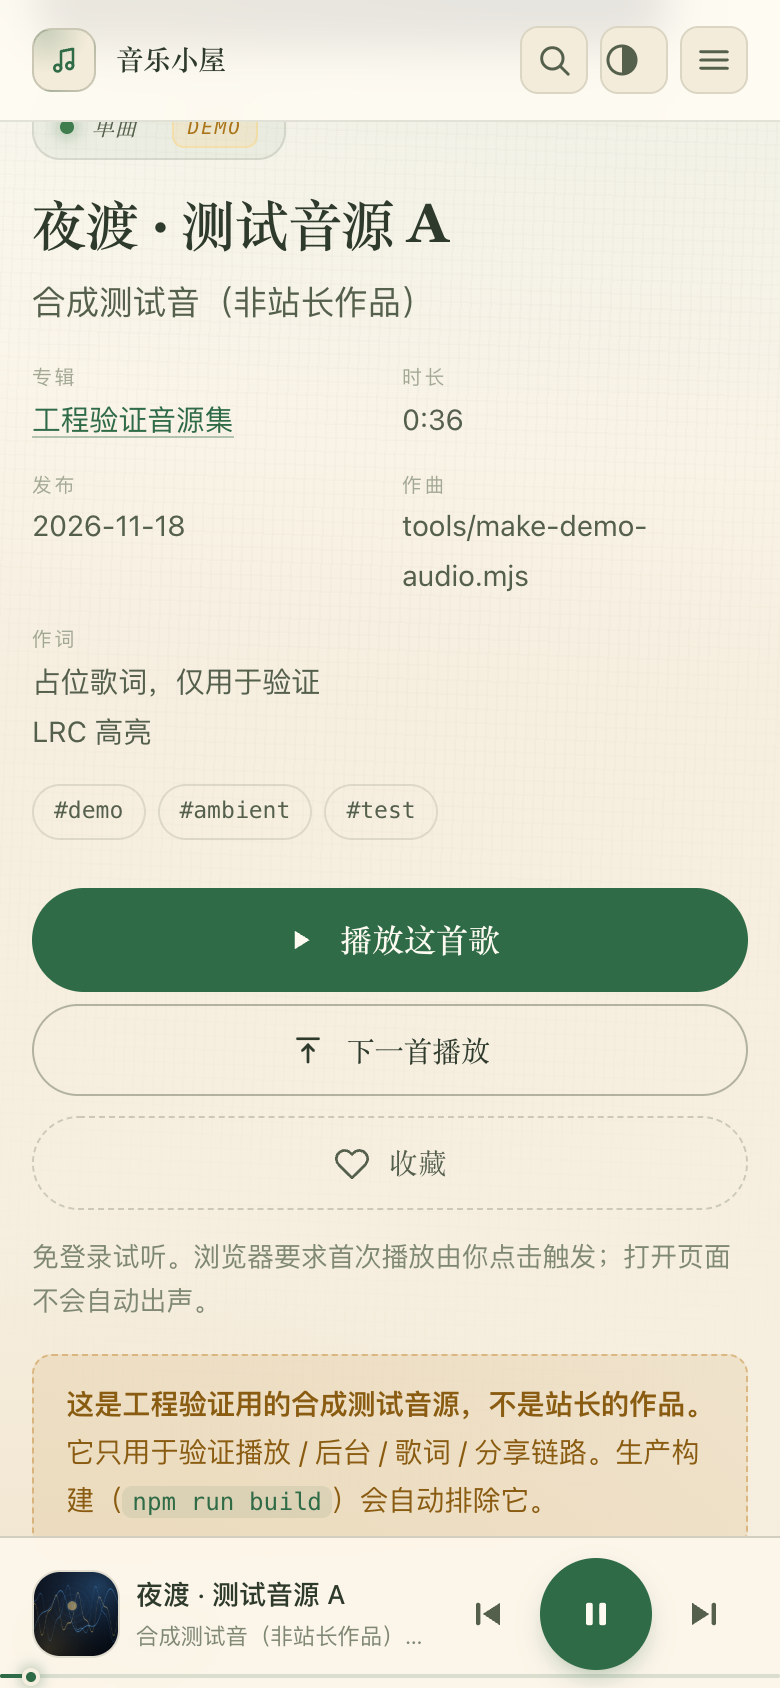 音乐小屋
单曲 DEMO
夜渡 · 测试音源 A
合成测试音（非站长作品）
专辑
时长
工程验证音源集
0:36
发布
作曲
2026-11-18
tools/make-demo-
audio.mjs
作词
占位歌词，仅用于验证
LRC 高亮
#demo #ambient #test
播放这首歌
下一首播放
收藏
免登录试听。浏览器要求首次播放由你点击触发；打开页面
不会自动出声。
这是工程验证用的合成测试音源，不是站长的作品。
它只用于验证播放 / 后台 / 歌词 / 分享链路。生产构
建（npm run build）会自动排除它。
夜渡 · 测试音源 A
合成测试音（非站长作品）...